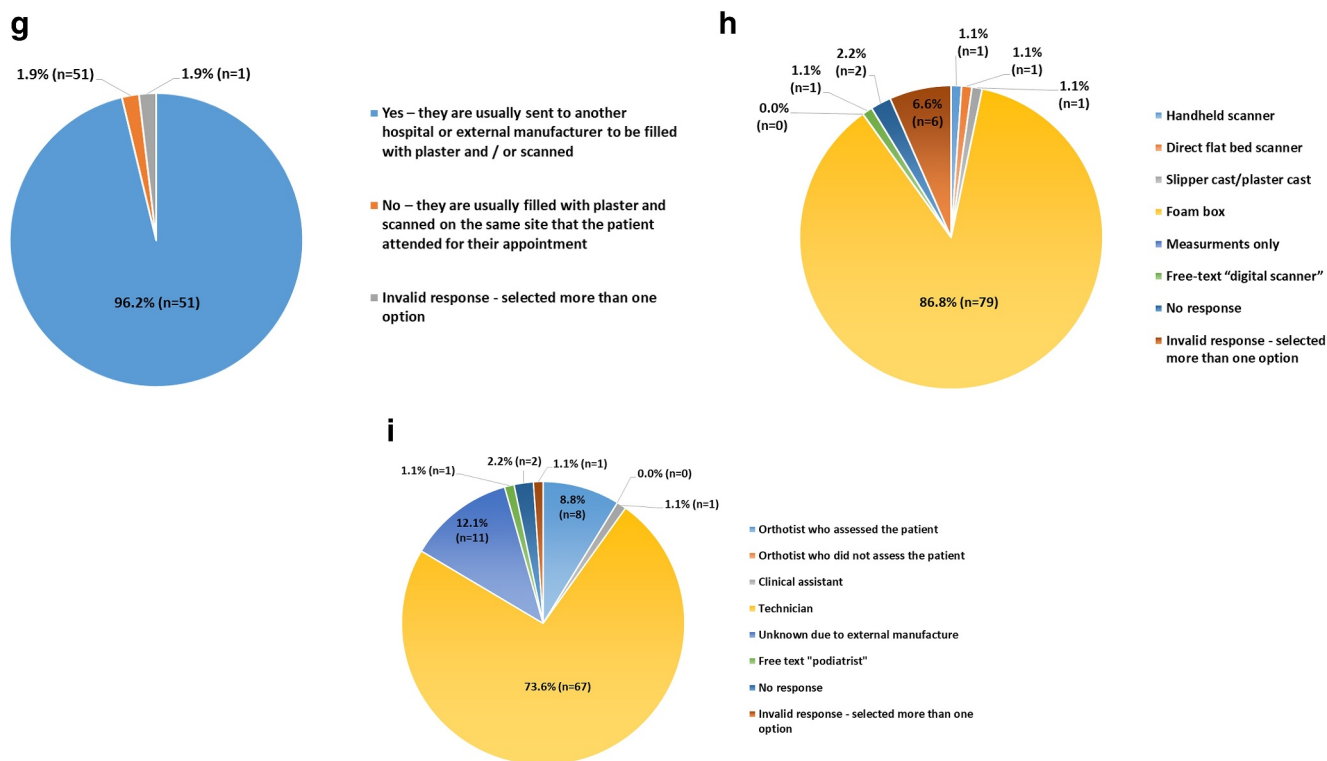 g
1.9% (n=51)
1.9% (n=1)
96.2% (n=51)
Yes – they are usually sent to another
hospital or external manufacturer to be filled
with plaster and / or scanned
No – they are usually filled with plaster and
scanned on the same site that the patient
attended for their appointment
Invalid response - selected more than one
option
h
1.1%
(n=1)
1.1%
(n=1)
1.1%
(n=1)
2.2%
(n=2)
1.1%
(n=1)
0.0%
(n=0)
6.6%
(n=6)
86.8% (n=79)
Handheld scanner
Direct flat bed scanner
Slipper cast/plaster cast
Foam box
Measurments only
Free-text “digital scanner”
No response
Invalid response - selected
more than one option
i
1.1% (n=1)
2.2% (n=2)
1.1% (n=1)
0.0% (n=0)
1.1% (n=1)
8.8%
(n=8)
12.1%
(n=11)
73.6% (n=67)
Orthotist who assessed the patient
Orthotist who did not assess the patient
Clinical assistant
Technician
Unknown due to external manufacture
Free text "podiatrist"
No response
Invalid response - selected more than one
option